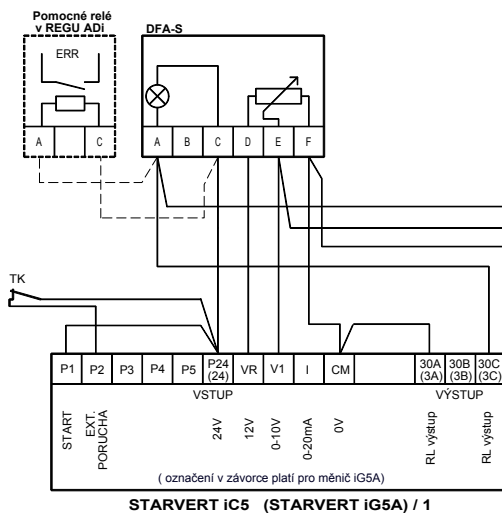 Pomocné relé
v REGU ADi
ERR
A C
DFA-S
A B C D E F
TK
P1 P2 P3 P4 P5 P24 VR V1 I CM 30A 30B 30C
(24) (3A) (3B) (3C)
VSTUP VÝSTUP
START
EXT.
PORUCHA
24V
12V
0-10V
0-20mA
0V
RL výstup
RL výstup
( označení v závorce platí pro měnič iG5A)
STARVERT iC5 (STARVERT iG5A) / 1